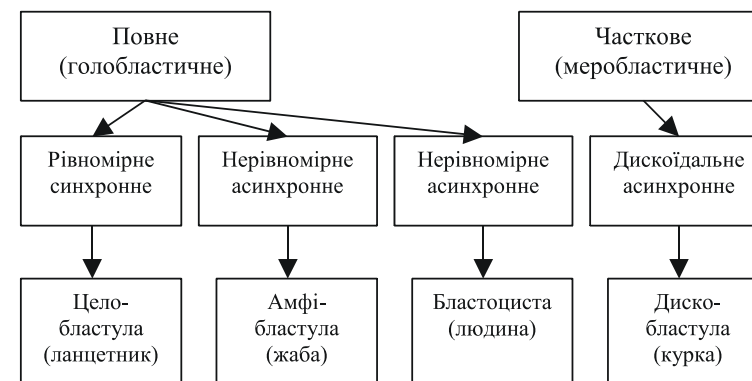 Повне
(голобластичне)
Часткове
(меробластичне)
Рівномірне
синхронне
Нерівномірне
асинхронне
Нерівномірне
асинхронне
Дискоїдальне
асинхронне
Цело-
бластула
(ланцетник)
Амфі-
бластула
(жаба)
Бластоциста
(людина)
Диско-
бластула
(курка)